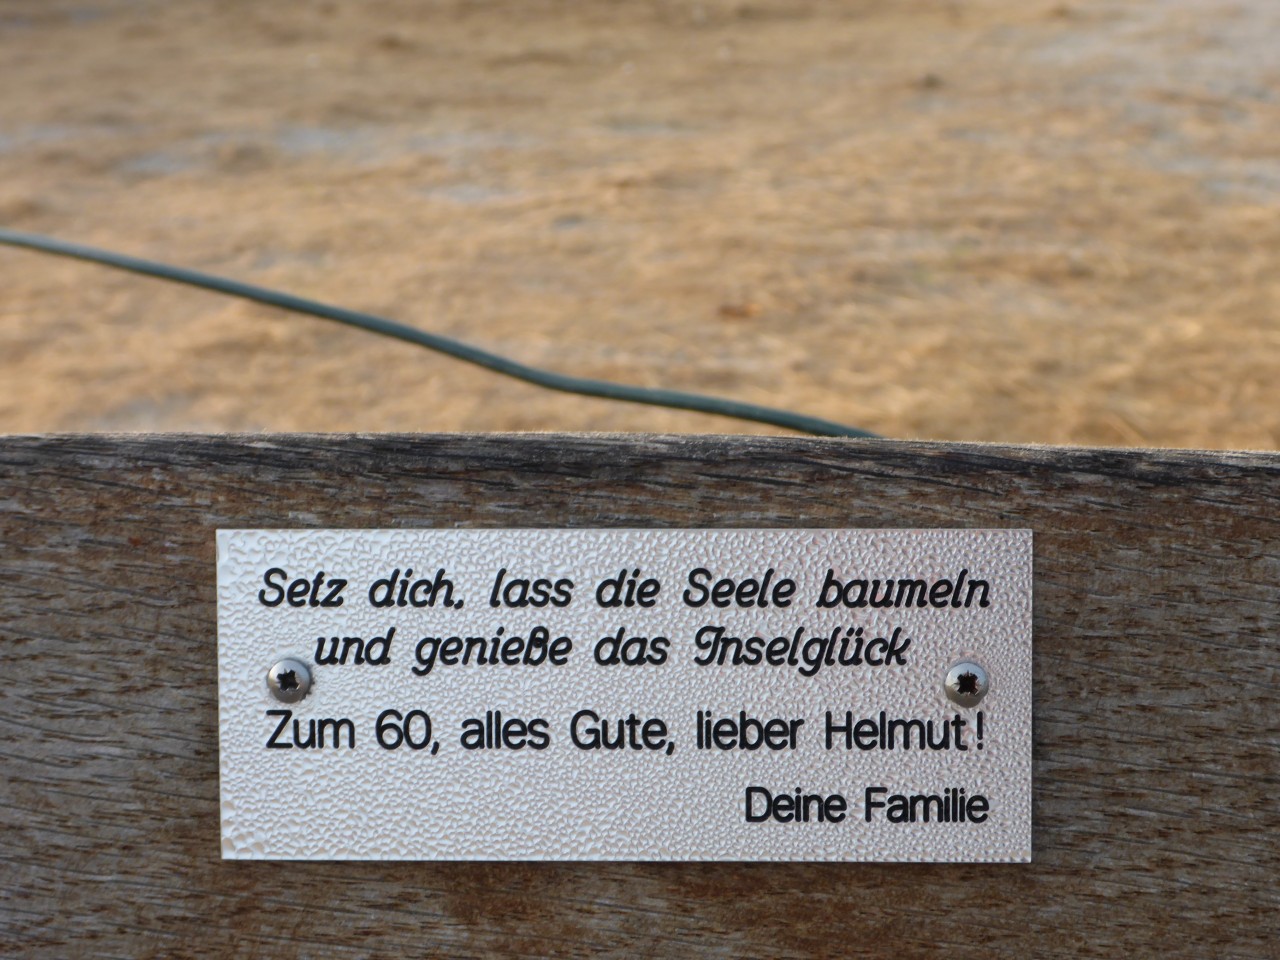 Setz dich, lass die Seele baumeln
und genieße das Inselglück
Zum 60, alles Gute, lieber Helmut!
Deine Familie